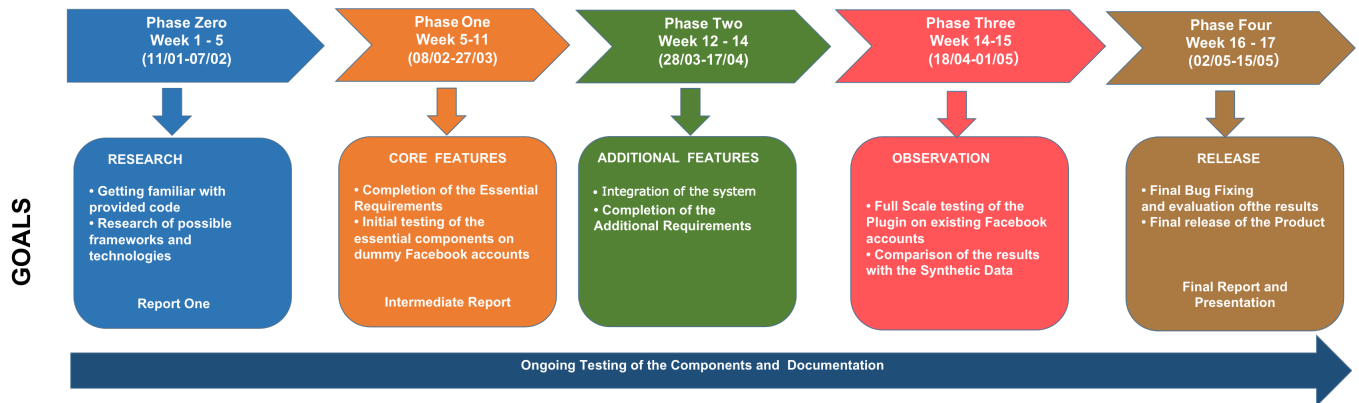 Phase Zero
Week 1 - 5
(11/01-07/02)
Phase One
Week 5-11
(08/02-27/03)
Phase Two
Week 12 - 14
(28/03-17/04)
Phase Three
Week 14-15
(18/04-01/05)
Phase Four
Week 16 - 17
(02/05-15/05)
GOALS
RESEARCH
• Getting familiar with
provided code
• Research of possible
frameworks and
technologies
Report One
CORE FEATURES
• Completion of the Essential
Requirements
• Initial testing of the
essential components on
dummy Facebook accounts
Intermediate Report
ADDITIONAL FEATURES
• Integration of the system
• Completion of the
Additional Requirements
OBSERVATION
• Full Scale testing of the
Plugin on existing Facebook
accounts
• Comparison of the results
with the Synthetic Data
RELEASE
• Final Bug Fixing
and evaluation ofthe results
• Final release of the Product
Final Report and
Presentation
Ongoing Testing of the Components and Documentation